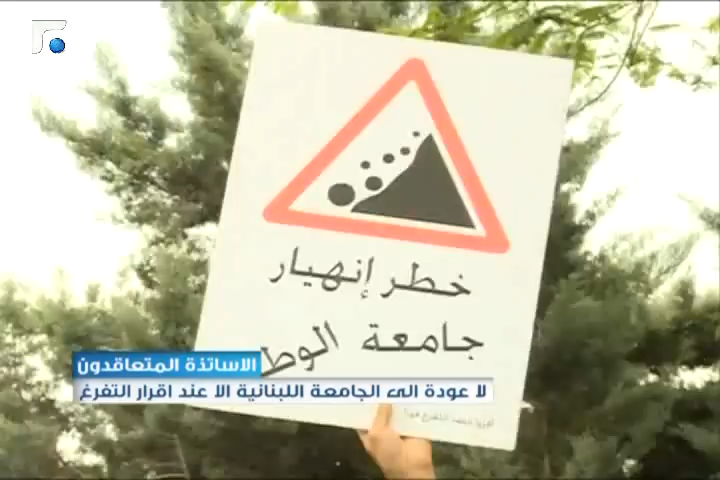 خطر إنهيار
جامعة الوط
الاساتذة المتعاقدون
لا عودة الى الجامعة اللبنانية الا عند اقرار التفرغ